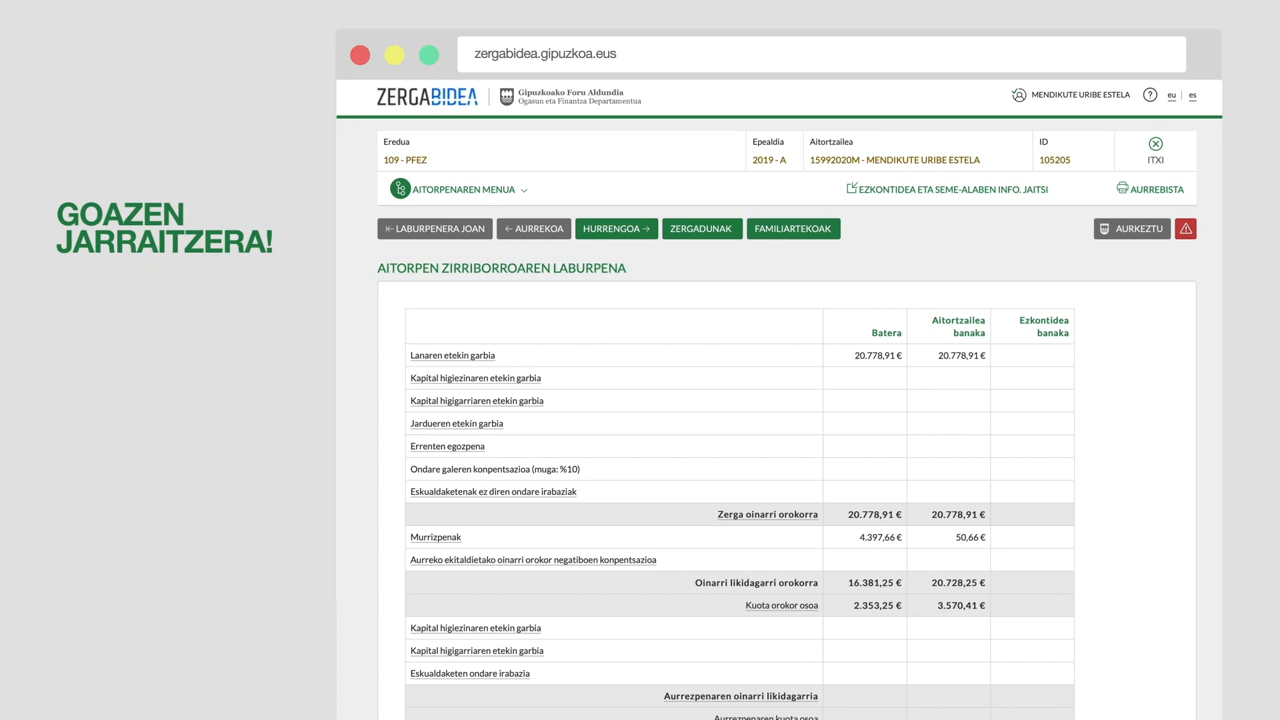 zergabidea.gipuzkoa.eus
ZERGABIDEA
Gipuzkoako Foru Aldundia
Ogasun eta Finantza Departamentua
MENDIKUTE URIBE ESTELA
?
eu | es
GOAZEN
JARRAITZERA!
Eredua
109 - PFEZ
Epealdia
2019 - A
Aitortzailea
15992020M - MENDIKUTE URIBE ESTELA
ID
105205
ITXI
AITORPENAREN MENUA
EZKONTIDEA ETA SEME-ALABEN INFO. JAITSI
AURREBISTA
LABURPENERA JOAN
AURREKOA
HURRENGOA
ZERGADUNAK
FAMILIARTEKOAK
AURKEZTU
AITORPEN ZIRRIBORROAREN LABURPENA
Batera
Aitortzailea
banaka
Ezkontidea
banaka
Lanaren etekin garbia 20.778,91 € 20.778,91 €
Kapital higiezinaren etekin garbia
Kapital higigarriaren etekin garbia
Jardueren etekin garbia
Errenten egozpena
Ondare galeren konpentsazioa (muga: %10)
Eskualdaketenak ez diren ondare irabaziak
Zerga oinarri orokorra 20.778,91 € 20.778,91 €
Murrizpenak 4.397,66 € 50,66 €
Aurreko ekitaldietako oinarri orokor negatiboen konpentsazioa
Oinarri likidagarri orokorra 16.381,25 € 20.728,25 €
Kuota orokor osoa 2.353,25 € 3.570,41 €
Kapital higiezinaren etekin garbia
Kapital higigarriaren etekin garbia
Eskualdaketen ondare irabazia
Aurrezpenaren oinarri likidagarria
Aurrezpenaren kuota osoa